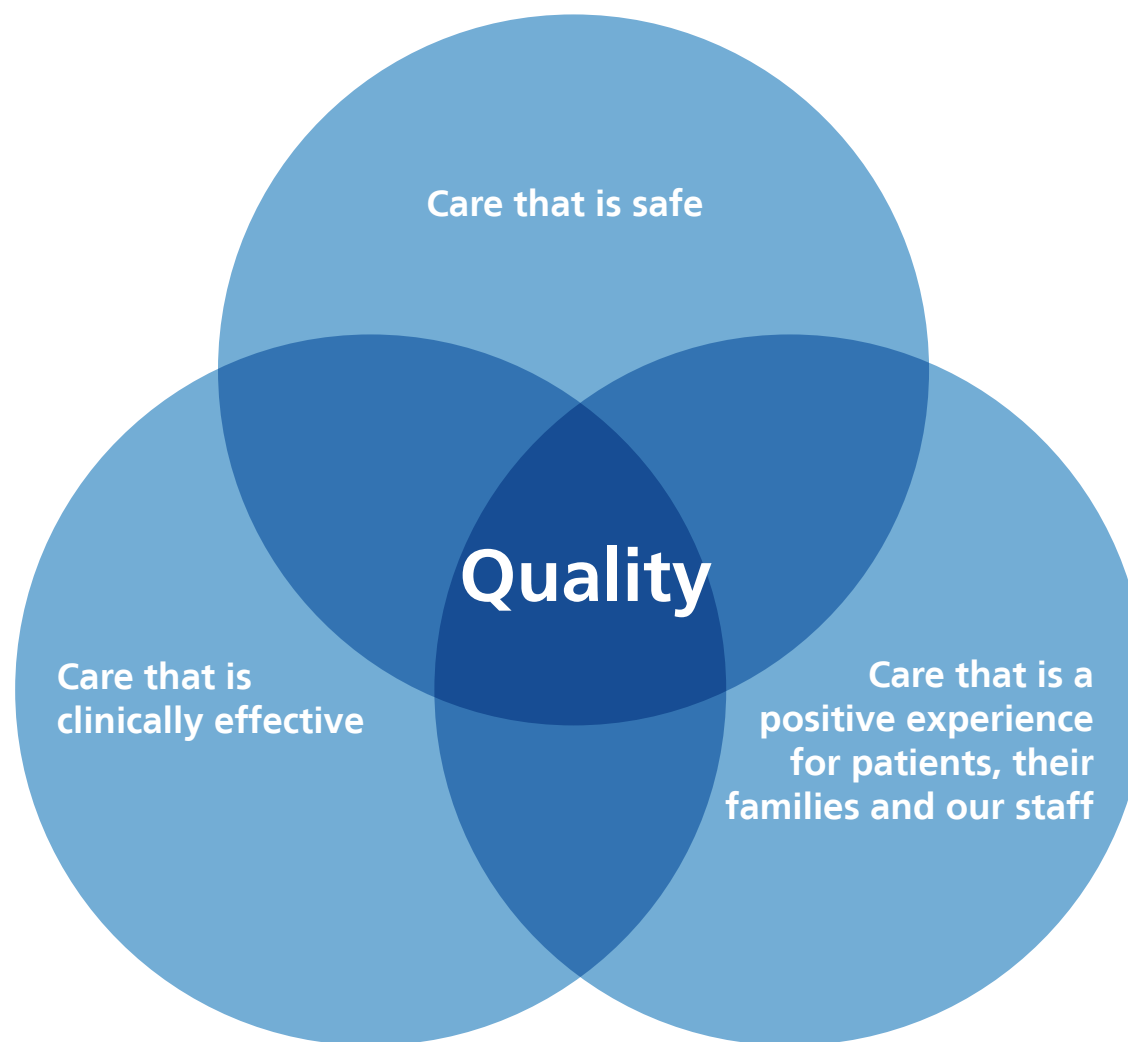 Care that is safe
Quality
Care that is
clinically effective
Care that is a
positive experience
for patients, their
families and our staff